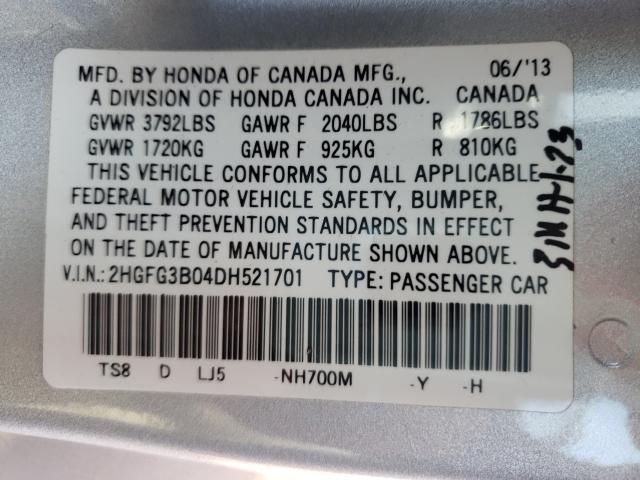 MFD. BY HONDA OF CANADA MFG., 06/'13
A DIVISION OF HONDA CANADA INC. CANADA
GVWR 3792LBS GAWR F 2040LBS R 1786LBS
GVWR 1720KG GAWR F 925KG R 810KG
THIS VEHICLE CONFORMS TO ALL APPLICABLE
FEDERAL MOTOR VEHICLE SAFETY, BUMPER,
AND THEFT PREVENTION STANDARDS IN EFFECT
ON THE DATE OF MANUFACTURE SHOWN ABOVE.
V.I.N.: 2HGFG3B04DH521701 TYPE: PASSENGER CAR
TS8 D LJ5 -NH700M -Y -H